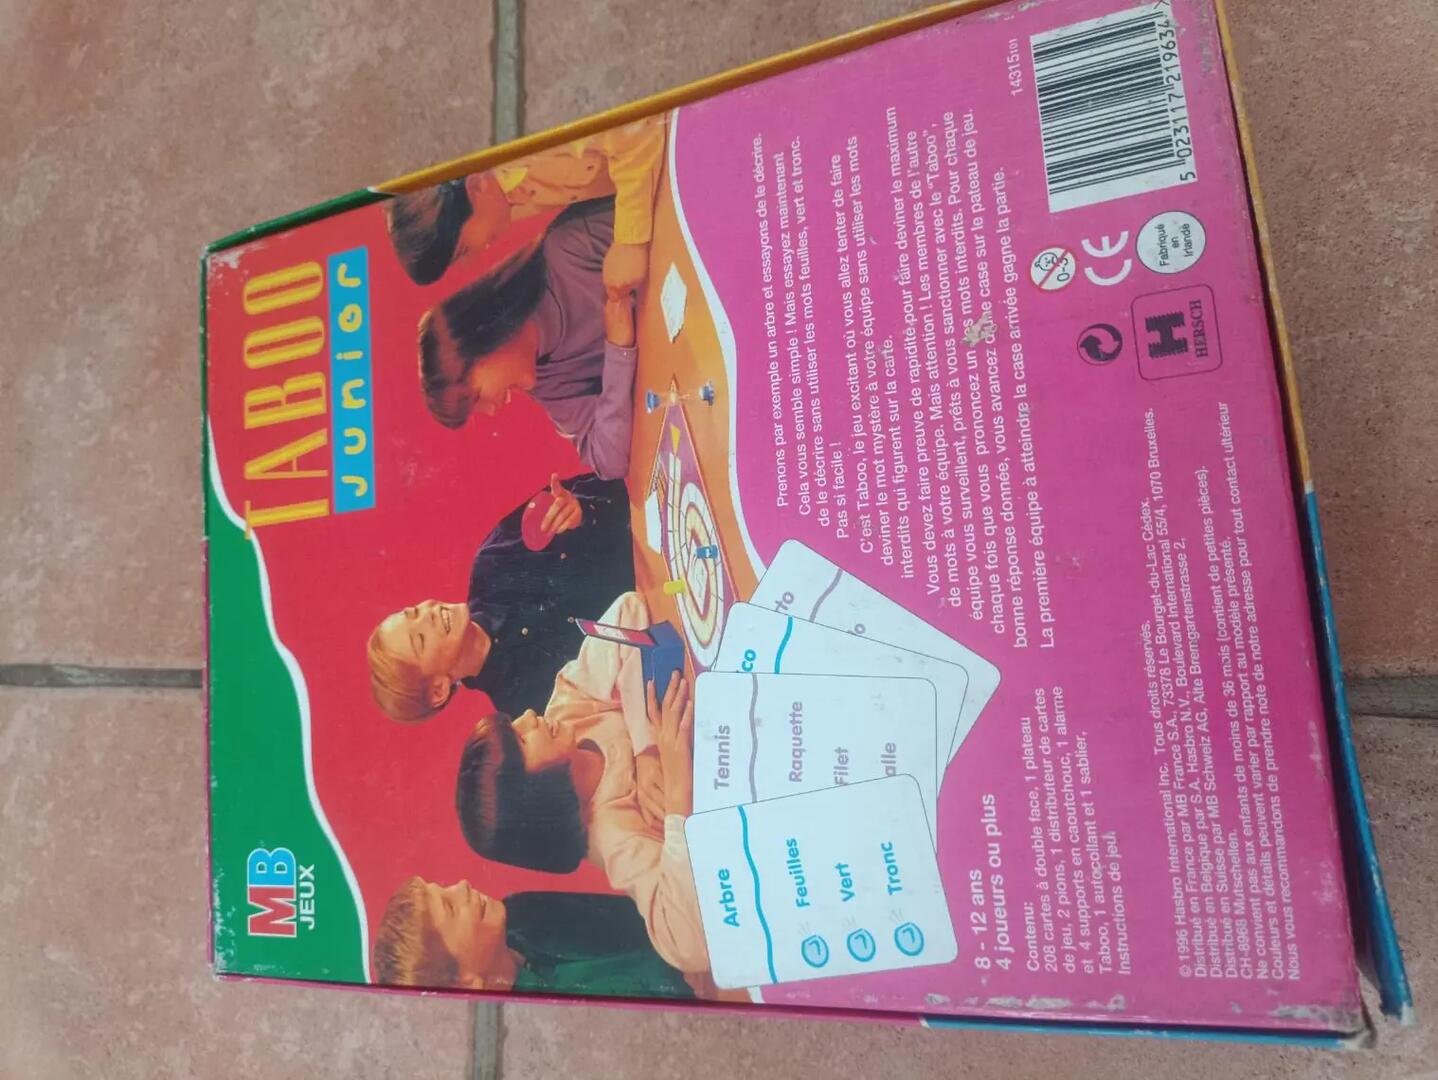 MB
JEUX
TABOO
Junior
Prenons par exemple un arbre et essayons de le décrire.
Cela vous semble simple ! Mais essayez maintenant
de le décrire sans utiliser les mots feuilles, vert et tronc.
Pas si facile !
C'est Taboo, le jeu excitant où vous allez tenter de faire
deviner le mot mystère à votre équipe sans utiliser les mots
interdits qui figurent sur la carte.
Vous devez faire preuve de rapidité pour faire deviner le maximum
de mots à votre équipe. Mais attention ! Les membres de l'autre
équipe vous surveillent, prêts à vous sanctionner avec le "Taboo",
chaque fois que vous prononcez un des mots interdits. Pour chaque
bonne réponse donnée, vous avancez d'une case sur le pateau de jeu.
La première équipe à atteindre la case arrivée gagne la partie.
Arbre
Feuilles
Vert
Tronc
Tennis
Raquette
Filet
alle
co
to
o
8 - 12 ans
4 joueurs ou plus
Contenu:
208 cartes à double face, 1 plateau
de jeu, 2 pions, 1 distributeur de cartes
et 4 supports en caoutchouc, 1 alarme
Taboo, 1 autocollant et 1 sablier,
Instructions de jeu.
© 1996 Hasbro International Inc. Tous droits réservés.
Distribué en France par MB France S.A., 73378 Le Bourget-du-Lac Cédex.
Distribué en Belgique par S.A. Hasbro N.V., Boulevard International 55/4, 1070 Bruxelles.
Distribué en Suisse par MB Schweiz AG, Alte Bremgartenstrasse 2,
CH-8968 Mutschellen.
Ne convient pas aux enfants de moins de 36 mois (contient de petites pièces).
Couleurs et détails peuvent varier par rapport au modèle présenté.
Nous vous recommandons de prendre note de notre adresse pour tout contact ultérieur
0-3
CE
Fabriqué
en
Irlande
H
HERSCH
14315101
5 023117 219634 >